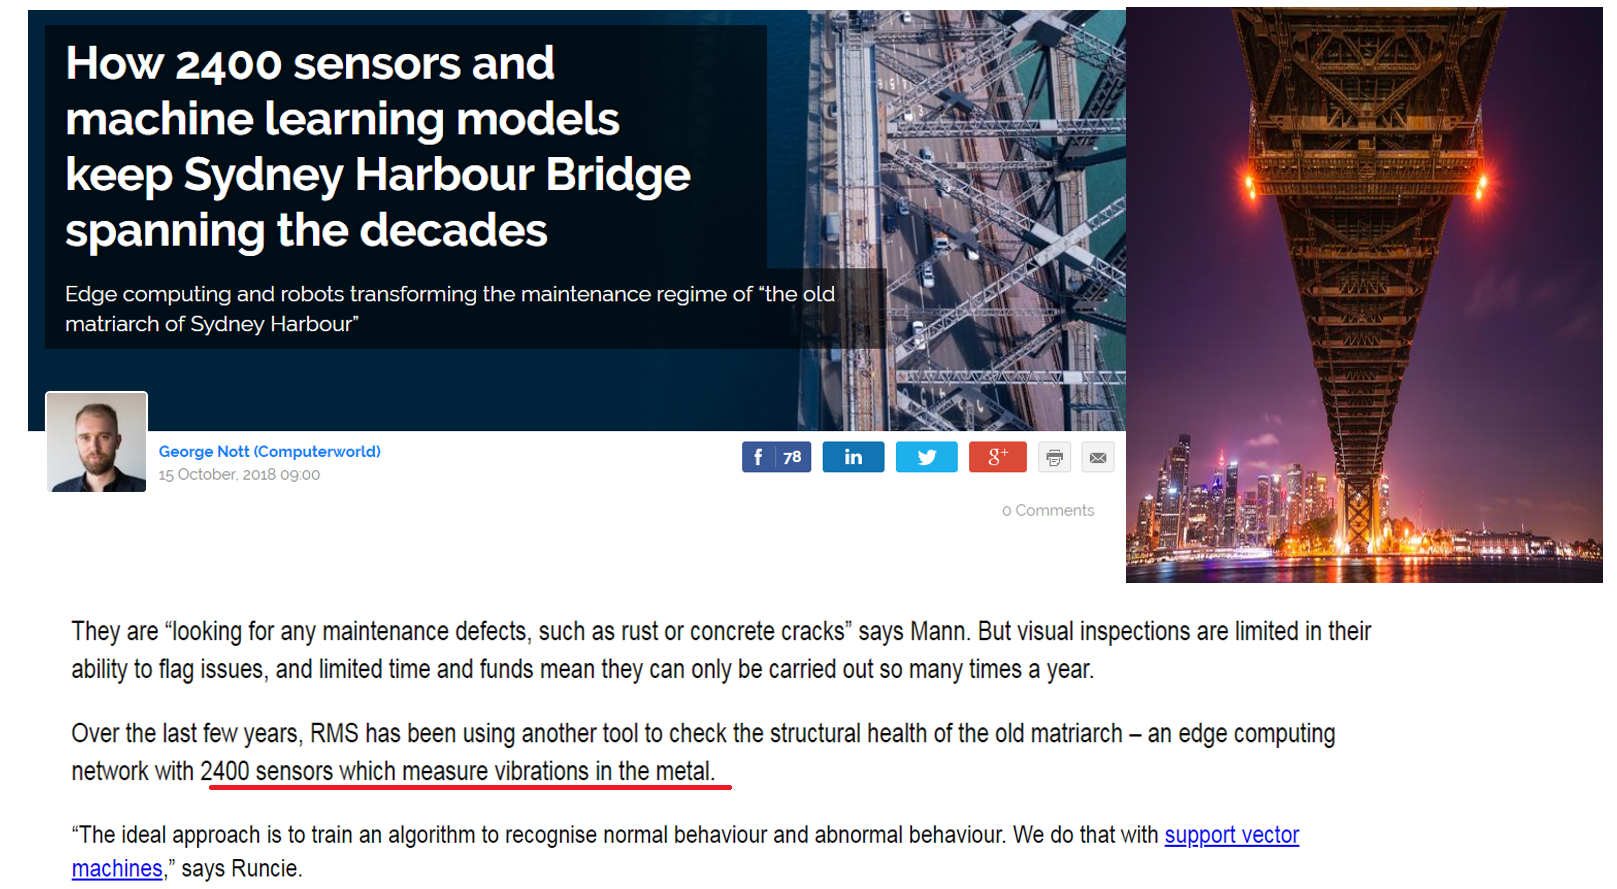 How 2400 sensors and
machine learning models
keep Sydney Harbour Bridge
spanning the decades
Edge computing and robots transforming the maintenance regime of “the old
matriarch of Sydney Harbour”
George Nott (Computerworld)
15 October, 2018 09:00
f 78
in
g+
0 Comments
They are “looking for any maintenance defects, such as rust or concrete cracks” says Mann. But visual inspections are limited in their
ability to flag issues, and limited time and funds mean they can only be carried out so many times a year.
Over the last few years, RMS has been using another tool to check the structural health of the old matriarch – an edge computing
network with 2400 sensors which measure vibrations in the metal.
“The ideal approach is to train an algorithm to recognise normal behaviour and abnormal behaviour. We do that with support vector
machines,” says Runcie.